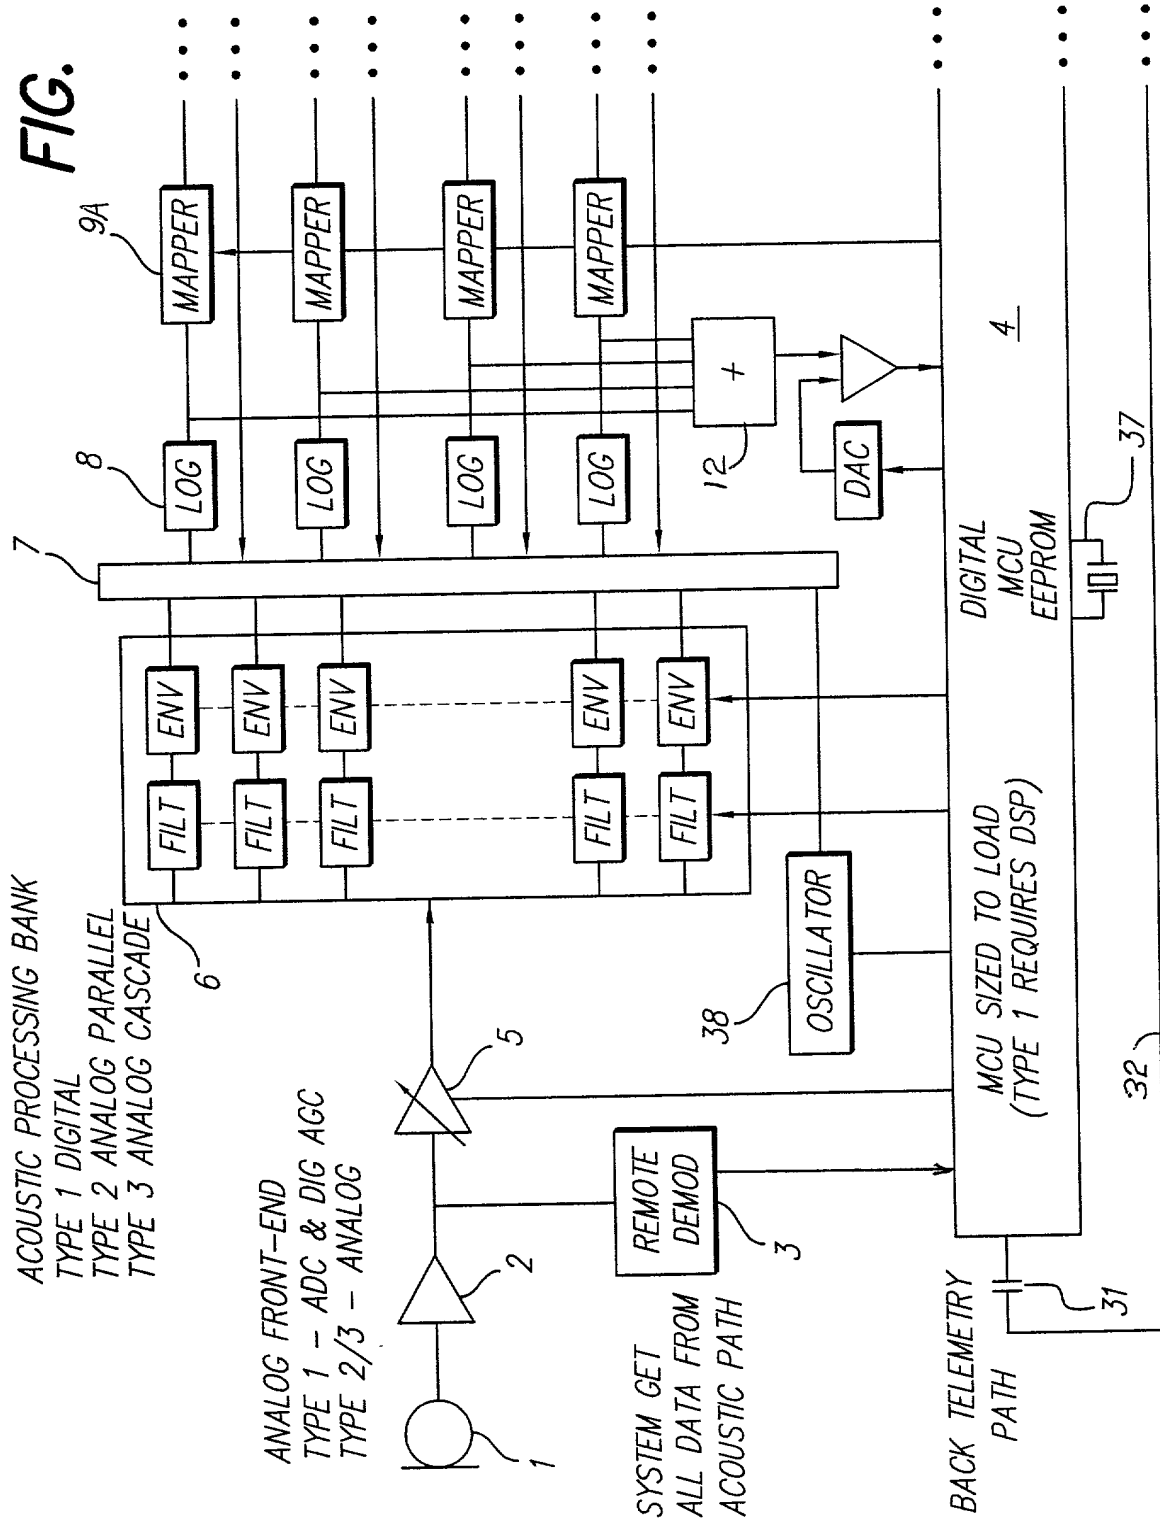 FIG.
ACOUSTIC PROCESSING BANK
TYPE 1 DIGITAL
TYPE 2 ANALOG PARALLEL
TYPE 3 ANALOG CASCADE
6
7
8
9A
FILT
ENV
LOG
MAPPER
FILT
ENV
LOG
MAPPER
FILT
ENV
LOG
MAPPER
FILT
ENV
LOG
MAPPER
FILT
ENV
ANALOG FRONT-END
TYPE 1 - ADC & DIG AGC
TYPE 2/3 - ANALOG
1
2
5
12
+
SYSTEM GET
ALL DATA FROM
ACOUSTIC PATH
REMOTE
DEMOD
3
38
OSCILLATOR
DAC
BACK TELEMETRY
PATH
MCU SIZED TO LOAD
(TYPE 1 REQUIRES DSP)
DIGITAL
MCU
EEPROM
4
31
32
37